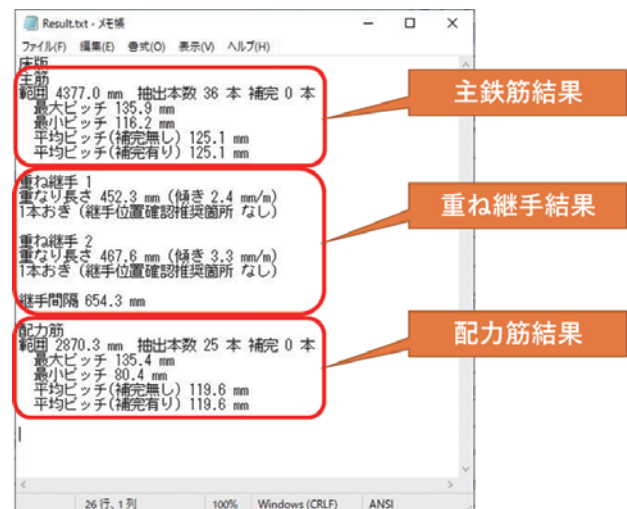 Result.txt - メモ帳
ファイル(F) 編集(E) 書式(O) 表示(V) ヘルプ(H)
床版
主筋
範囲 4377.0 mm 抽出本数 36 本 補完 0 本
最大ピッチ 135.9 mm
最小ピッチ 116.2 mm
平均ピッチ(補完無し) 125.1 mm
平均ピッチ(補完有り) 125.1 mm
主鉄筋結果
重ね継手 1
重なり長さ 452.3 mm (傾き 2.4 mm/m)
1本おき (継手位置確認推奨箇所 なし)
重ね継手 2
重なり長さ 467.6 mm (傾き 3.3 mm/m)
1本おき (継手位置確認推奨箇所 なし)
継手間隔 654.3 mm
重ね継手結果
配力筋
範囲 2870.3 mm 抽出本数 25 本 補完 0 本
最大ピッチ 135.4 mm
最小ピッチ 80.4 mm
平均ピッチ(補完無し) 119.6 mm
平均ピッチ(補完有り) 119.6 mm
配力筋結果
26 行、1 列 100% Windows (CRLF) ANSI